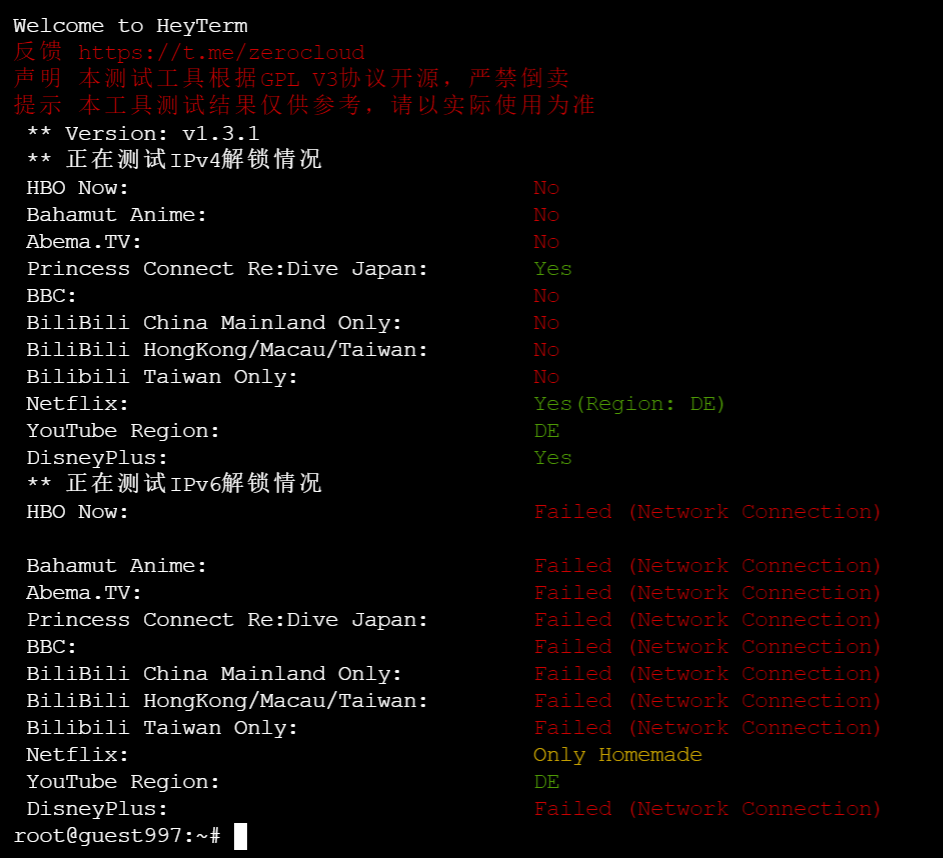 Welcome to HeyTerm
反馈 https://t.me/zerocloud
声明 本测试工具根据GPL V3协议开源，严禁倒卖
提示 本工具测试结果仅供参考，请以实际使用为准
** Version: v1.3.1
** 正在测试IPv4解锁情况
HBO Now: No
Bahamut Anime: No
Abema.TV: No
Princess Connect Re:Dive Japan: Yes
BBC: No
BiliBili China Mainland Only: No
BiliBili HongKong/Macau/Taiwan: No
Bilibili Taiwan Only: No
Netflix: Yes(Region: DE)
YouTube Region: DE
DisneyPlus: Yes
** 正在测试IPv6解锁情况
HBO Now: Failed (Network Connection)
Bahamut Anime: Failed (Network Connection)
Abema.TV: Failed (Network Connection)
Princess Connect Re:Dive Japan: Failed (Network Connection)
BBC: Failed (Network Connection)
BiliBili China Mainland Only: Failed (Network Connection)
BiliBili HongKong/Macau/Taiwan: Failed (Network Connection)
Bilibili Taiwan Only: Failed (Network Connection)
Netflix: Only Homemade
YouTube Region: DE
DisneyPlus: Failed (Network Connection)
root@guest997:~#